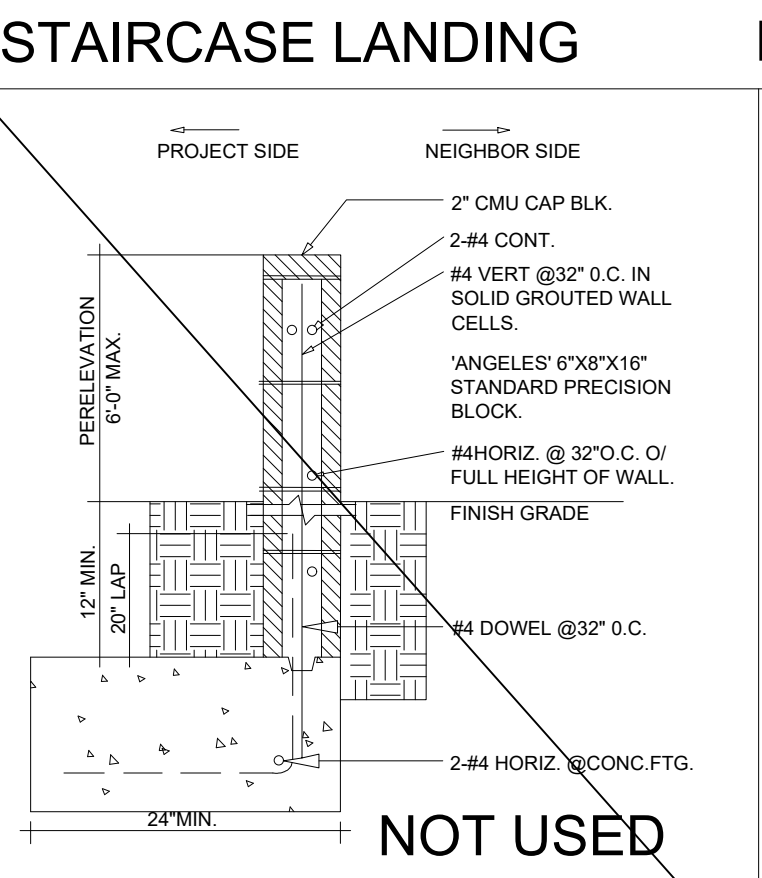 STAIRCASE LANDING
PROJECT SIDE
NEIGHBOR SIDE
2" CMU CAP BLK.
2-#4 CONT.
#4 VERT @32" 0.C. IN
SOLID GROUTED WALL
CELLS.
'ANGELES' 6"X8"X16"
STANDARD PRECISION
BLOCK.
#4HORIZ. @ 32"O.C. O/
FULL HEIGHT OF WALL.
FINISH GRADE
PERELEVATION
6'-0" MAX.
12" MIN.
20" LAP
#4 DOWEL @32" 0.C.
2-#4 HORIZ. @CONC.FTG.
24"MIN.
NOT USED